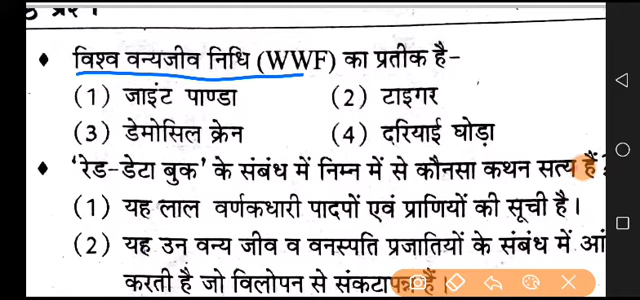 विश्व वन्यजीव निधि (WWF) का प्रतीक है-
(1) जाइंट पाण्डा (2) टाइगर
(3) डेमोसिल क्रेन (4) दरियाई घोड़ा
'रेड-डेटा बुक' के संबंध में निम्न में से कौनसा कथन सत्य हैं?
(1) यह लाल वर्णकधारी पादपों एवं प्राणियों की सूची है।
(2) यह उन वन्य जीव व वनस्पति प्रजातियों के संबंध में
करती है जो विलोपन से संकटापन्न हैं।